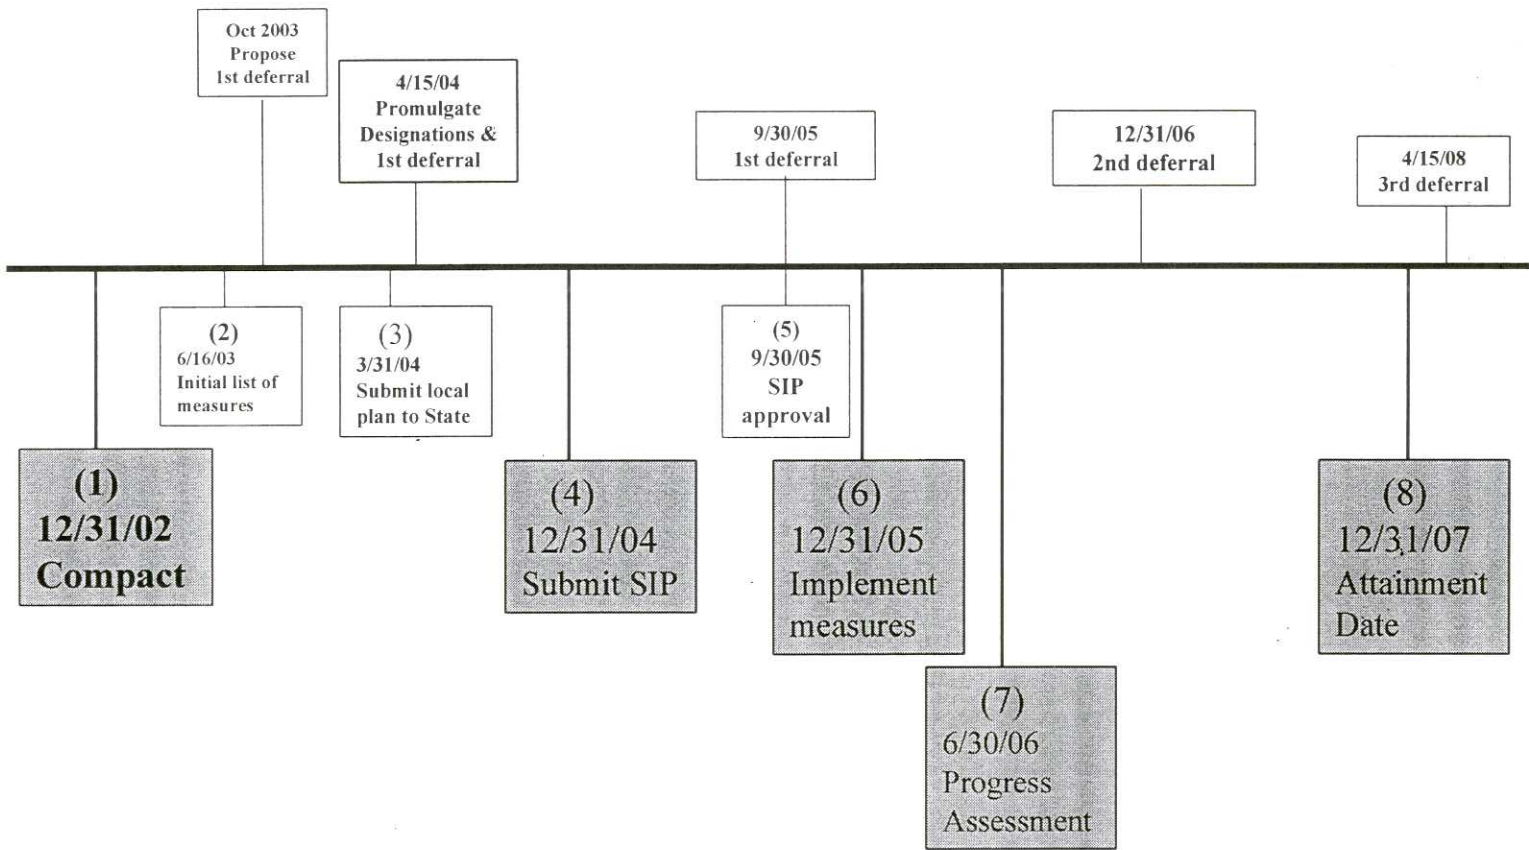 Oct 2003
Propose
1st deferral
4/15/04
Promulgate
Designations &
1st deferral
9/30/05
1st deferral
12/31/06
2nd deferral
4/15/08
3rd deferral
(2)
6/16/03
Initial list of
measures
(3)
3/31/04
Submit local
plan to State
(5)
9/30/05
SIP
approval
(1)
12/31/02
Compact
(4)
12/31/04
Submit SIP
(6)
12/31/05
Implement
measures
(8)
12/31/07
Attainment
Date
(7)
6/30/06
Progress
Assessment